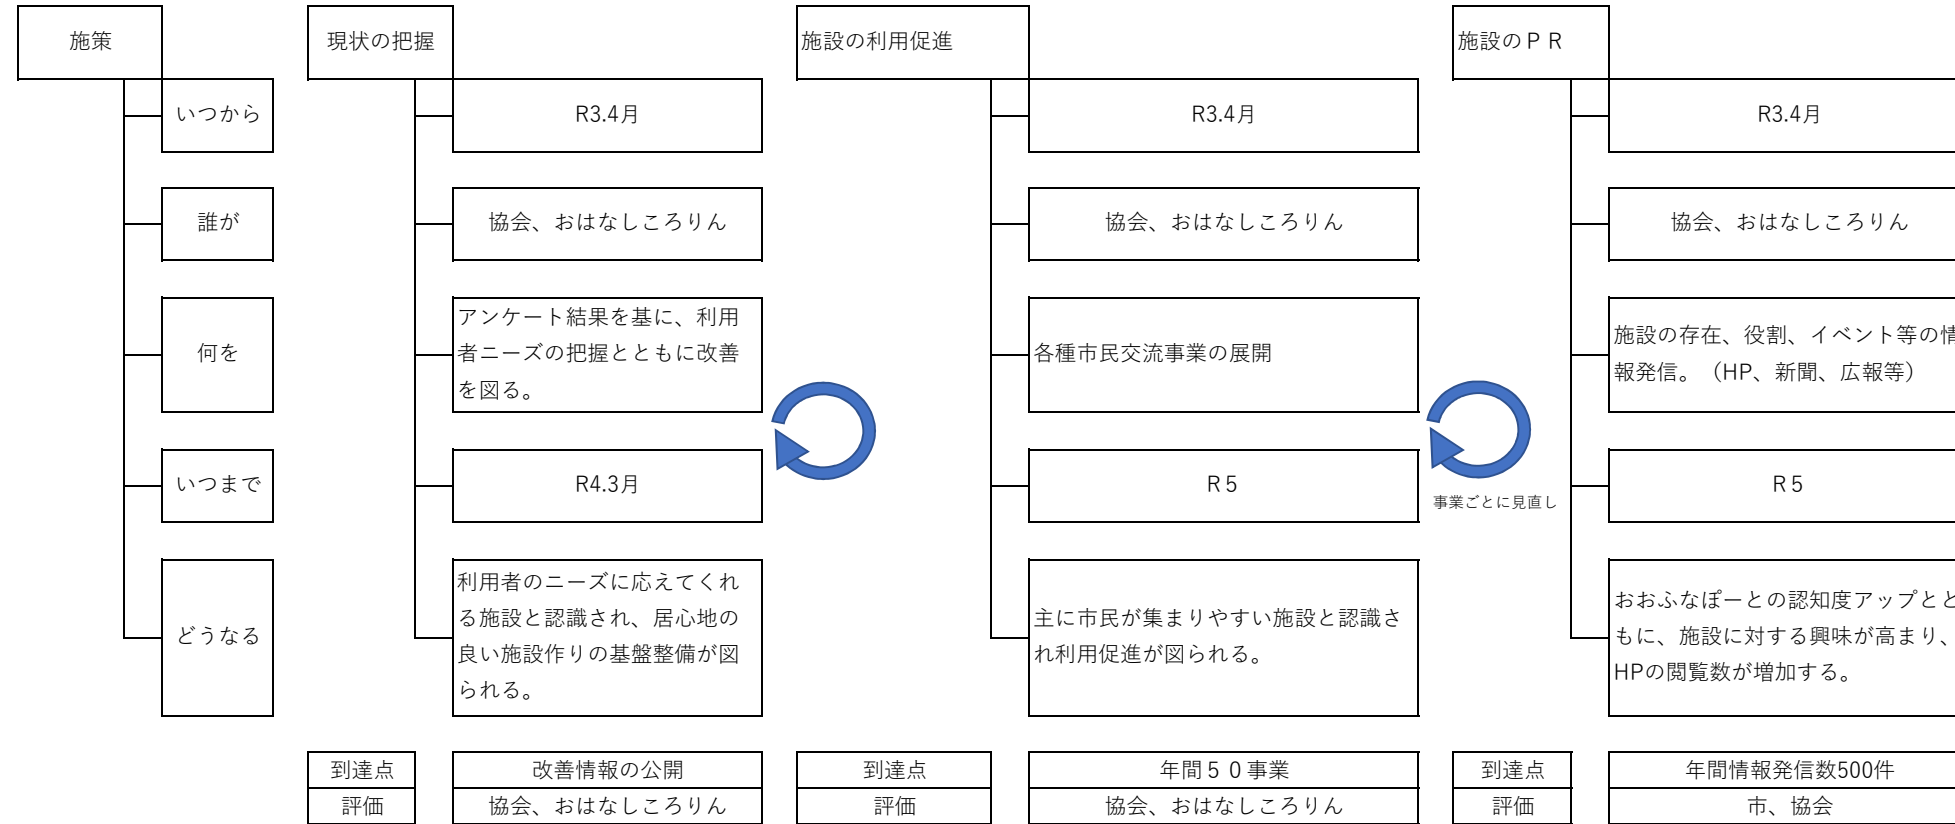 施策
現状の把握
施設の利用促進
施設のＰＲ
いつから
R3.4月
R3.4月
R3.4月
誰が
協会、おはなしころりん
協会、おはなしころりん
協会、おはなしころりん
何を
アンケート結果を基に、利用
者ニーズの把握とともに改善
を図る。
各種市民交流事業の展開
施設の存在、役割、イベント等の情
報発信。（HP、新聞、広報等）
いつまで
R4.3月
R５
事業ごとに見直し
R５
どうなる
利用者のニーズに応えてくれ
る施設と認識され、居心地の
良い施設作りの基盤整備が図
られる。
主に市民が集まりやすい施設と認識さ
れ利用促進が図られる。
おおふなぽーとの認知度アップとと
もに、施設に対する興味が高まり、
HPの閲覧数が増加する。
到達点
改善情報の公開
到達点
年間５０事業
到達点
年間情報発信数500件
評価
協会、おはなしころりん
評価
協会、おはなしころりん
評価
市、協会